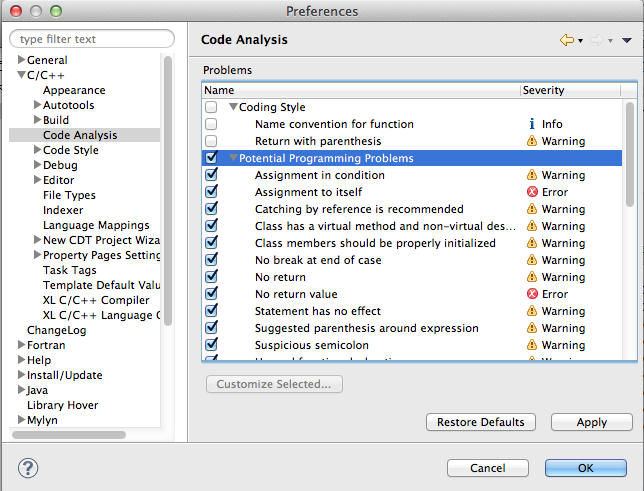 Preferences
type filter text
General
C/C++
Appearance
Autotools
Build
Code Analysis
Code Style
Debug
Editor
File Types
Indexer
Language Mappings
New CDT Project Wiza
Property Pages Setting
Task Tags
Template Default Valu
XL C/C++ Compiler
XL C/C++ Language C
ChangeLog
Fortran
Help
Install/Update
Java
Library Hover
Mylyn
Code Analysis
Problems
Name Severity
Coding Style
Name convention for function i Info
Return with parenthesis Warning
Potential Programming Problems
Assignment in condition Warning
Assignment to itself Error
Catching by reference is recommended Warning
Class has a virtual method and non-virtual des... Warning
Class members should be properly initialized Warning
No break at end of case Warning
No return Warning
No return value Error
Statement has no effect Warning
Suggested parenthesis around expression Warning
Suspicious semicolon Warning
Warning
Customize Selected...
Restore Defaults Apply
? Cancel OK